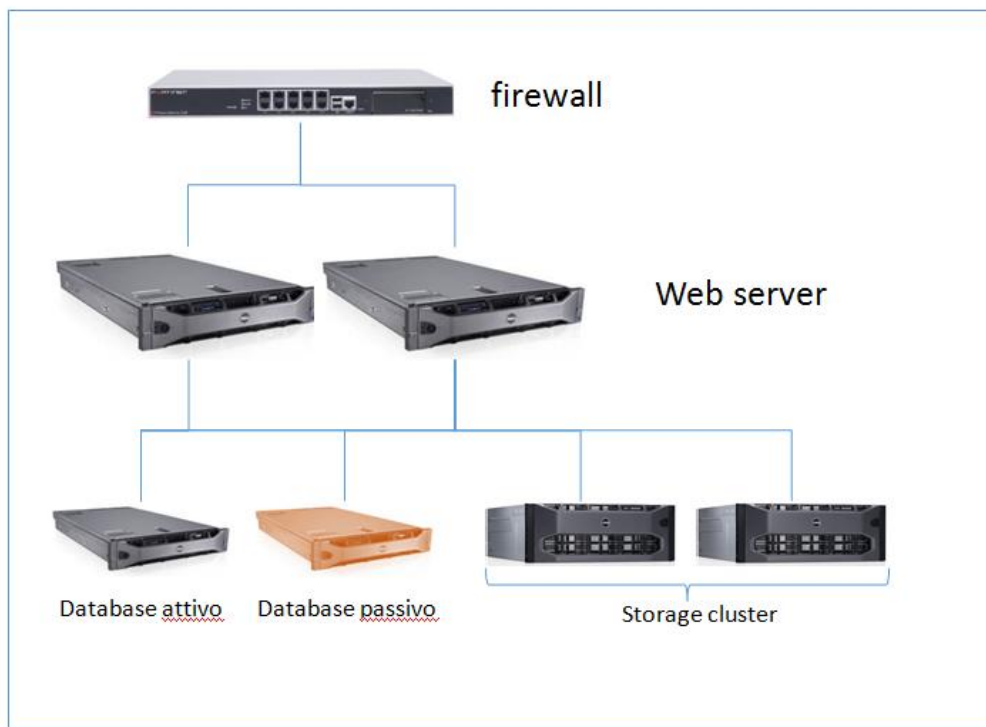 firewall
Web server
Database attivo
Database passivo
Storage cluster